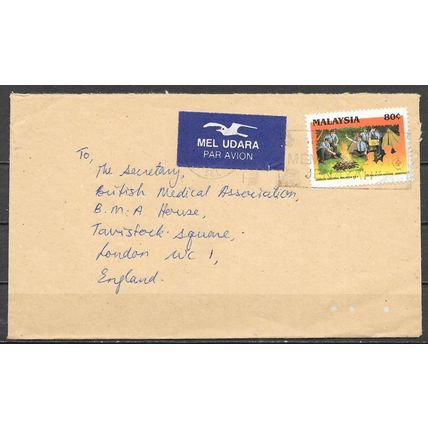 MEL UDARA
PAR AVION
MALAYSIA 80¢
To,
The Secretary,
British Medical Association,
B.M.A House,
Tavistock Square,
London WC 1,
England.